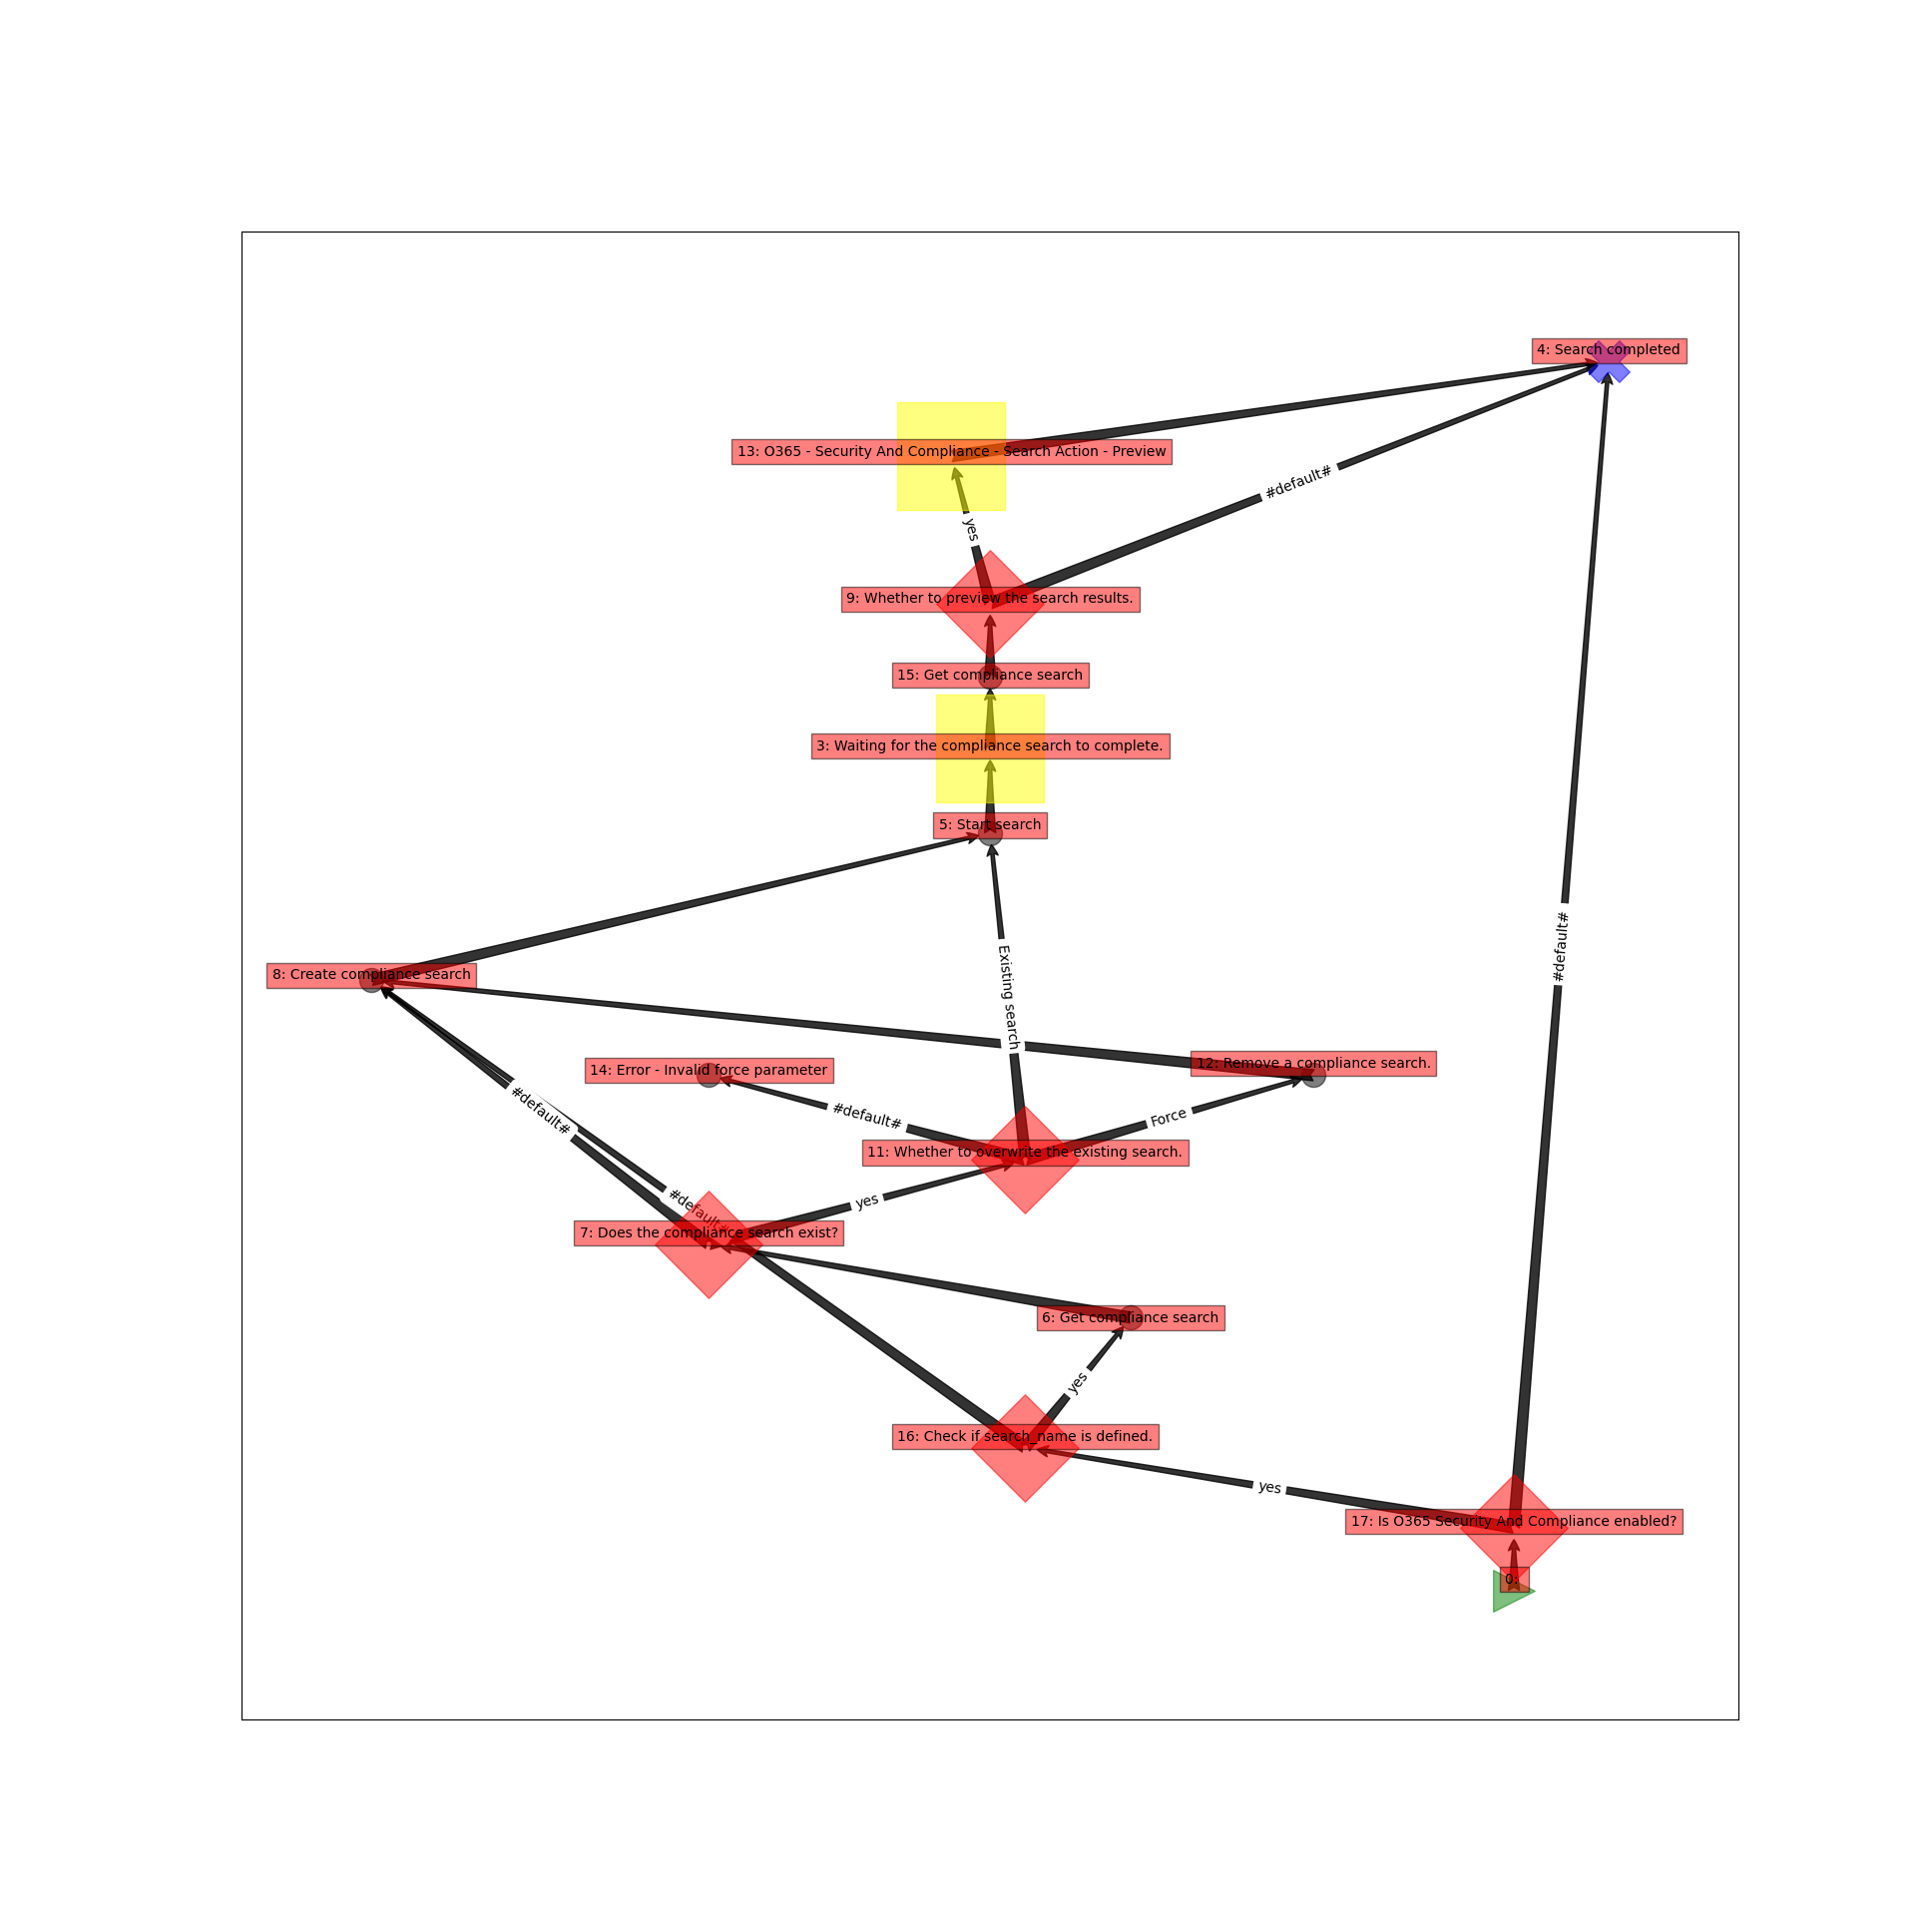 4: Search completed
13: O365 - Security And Compliance - Search Action - Preview
#default#
yes
9: Whether to preview the search results.
15: Get compliance search
3: Waiting for the compliance search to complete.
5: Start search
#default#
8: Create compliance search
Existing search
12: Remove a compliance search.
14: Error - Invalid force parameter
#default#
#default#
Force
11: Whether to overwrite the existing search.
yes
#default#
7: Does the compliance search exist?
6: Get compliance search
yes
16: Check if search_name is defined.
yes
17: Is O365 Security And Compliance enabled?
0: